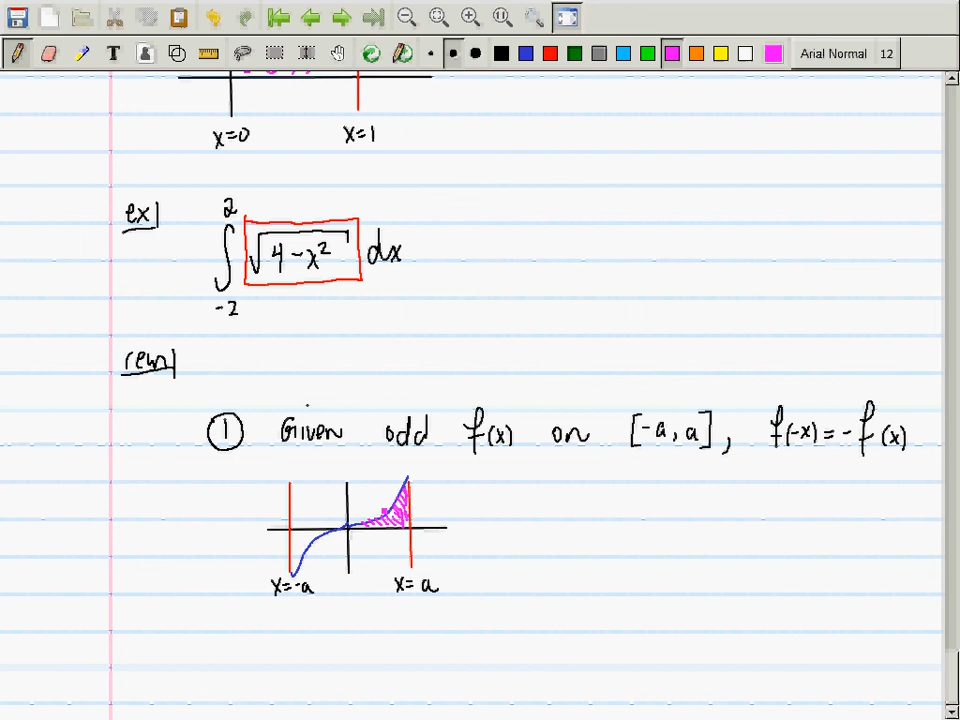 Arial Normal 12
x=0 x=1
ex|
∫_{-2}^{2} √(4-x²) dx
rem|
① Given odd f(x) on [-a, a], f(-x) = -f(x)
x=-a x=a